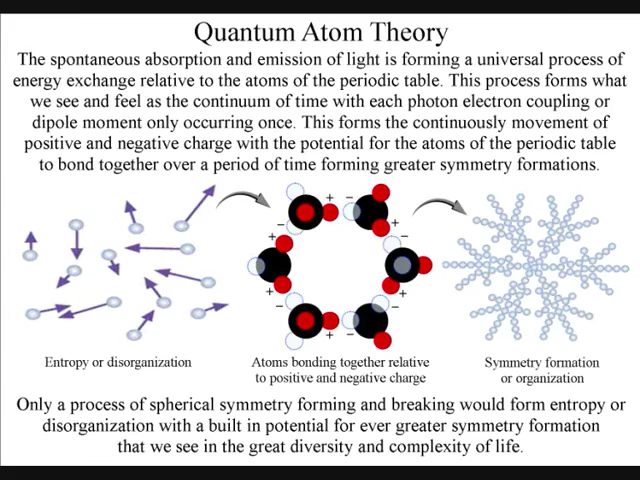 Quantum Atom Theory
The spontaneous absorption and emission of light is forming a universal process of
energy exchange relative to the atoms of the periodic table. This process forms what
we see and feel as the continuum of time with each photon electron coupling or
dipole moment only occurring once. This forms the continuously movement of
positive and negative charge with the potential for the atoms of the periodic table
to bond together over a period of time forming greater symmetry formations.
+ −
− +
+ −
+ +
− −
+ −
Entropy or disorganization
Atoms bonding together relative
to positive and negative charge
Symmetry formation
or organization
Only a process of spherical symmetry forming and breaking would form entropy or
disorganization with a built in potential for ever greater symmetry formation
that we see in the great diversity and complexity of life.